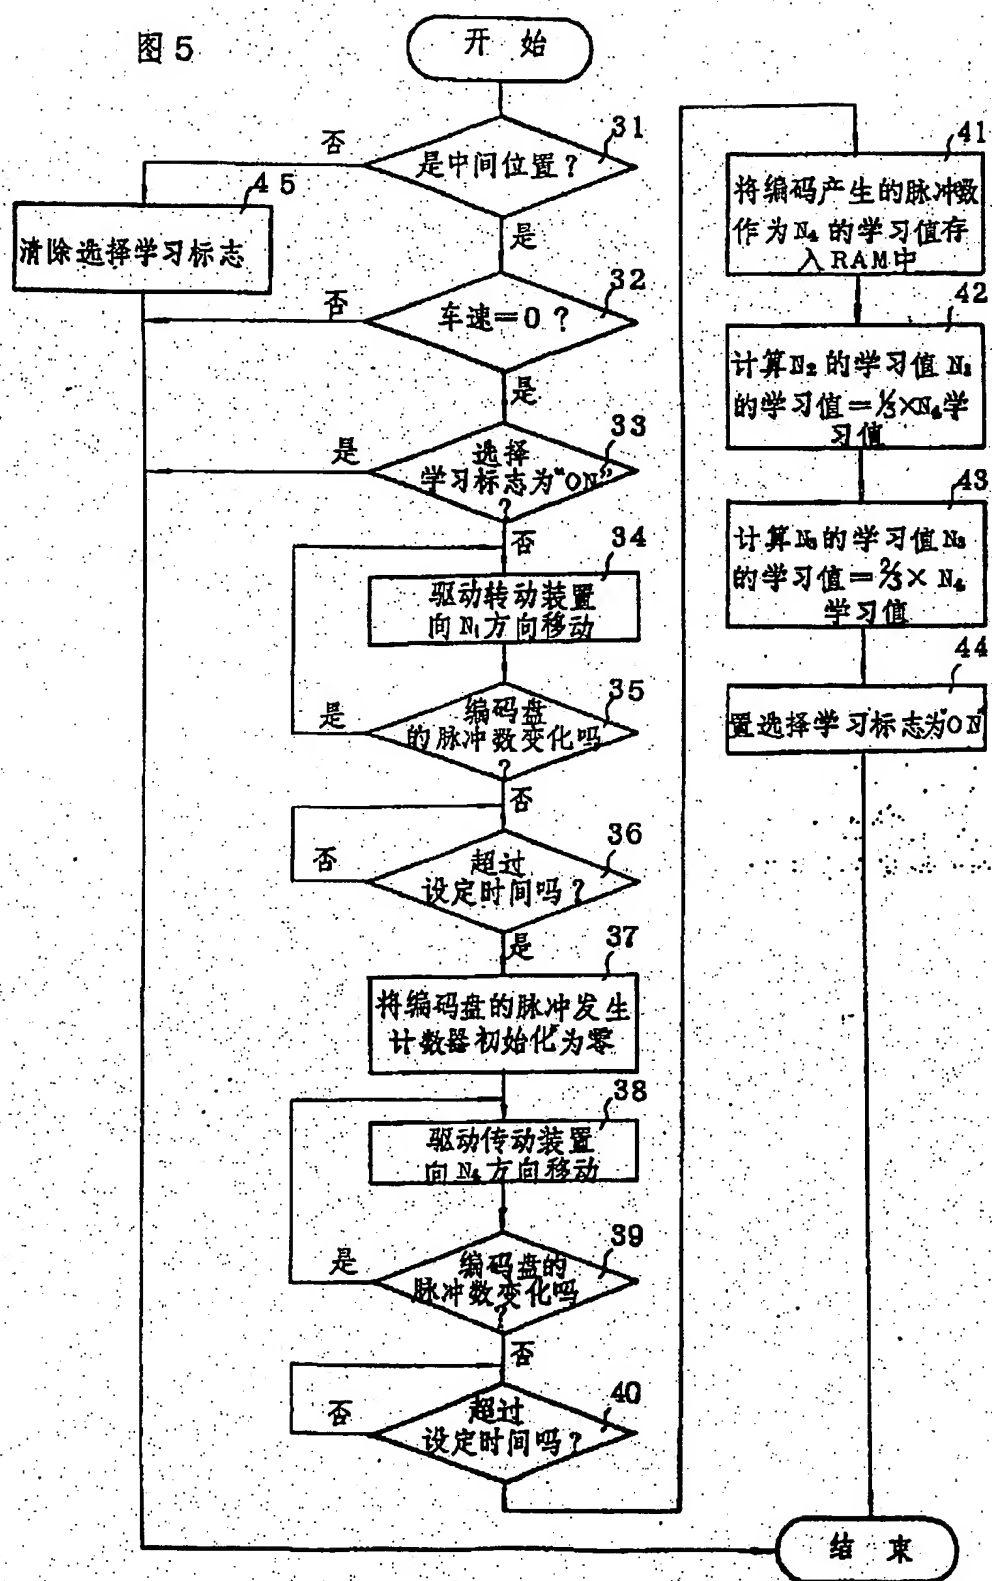 图5
开 始
31
否
是中间位置?
45
清除选择学习标志
是
32
否
车速=0?
是
33
是
选择
学习标志为“ON”
?
否
34
驱动转动装置
向N₁方向移动
35
是
编码盘
的脉冲数变化吗
?
否
36
否
超过
设定时间吗?
是
37
将编码盘的脉冲发生
计数器初始化为零
38
驱动传动装置
向N₄方向移动
39
是
编码盘的
脉冲数变化吗
?
否
40
否
超过
设定时间吗?
41
将编码产生的脉冲数
作为N₄的学习值存
入RAM中
42
计算N₂的学习值N₂
的学习值=⅓×N₄学
习值
43
计算N₃的学习值N₃
的学习值=⅔×N₄
学习值
44
置选择学习标志为“ON”
结 束